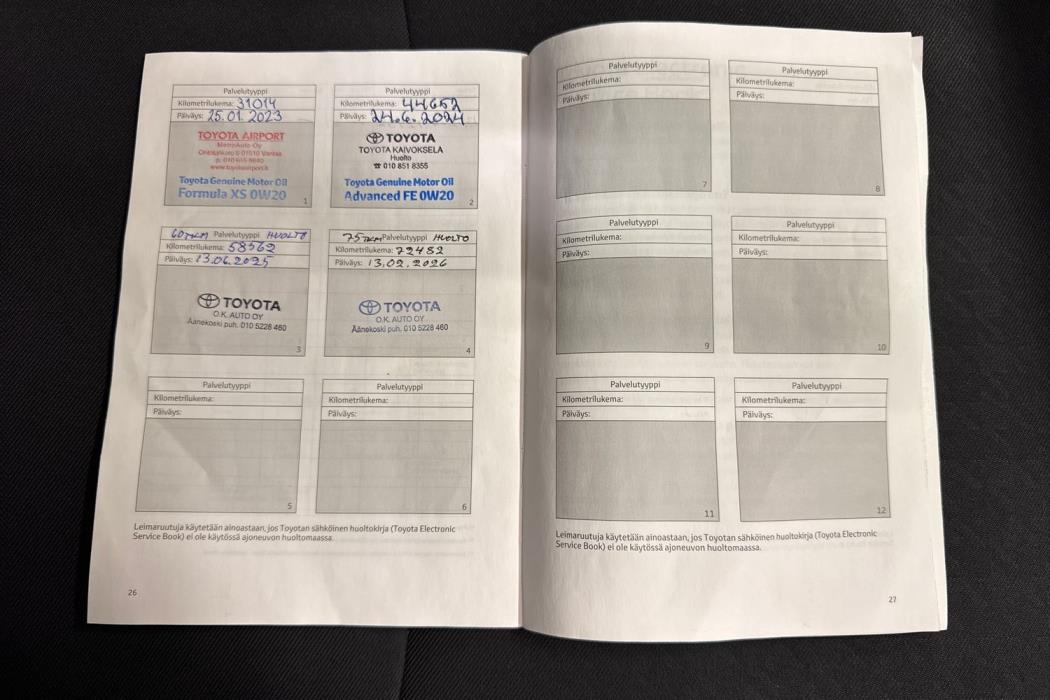 Palvelutyyppi
Kilometrilukema: 31014
Päiväys: 25.01.2023
TOYOTA AIRPORT
p. 010 615 8640
Toyota Genuine Motor Oil
Formula XS 0W20
1
Palvelutyyppi
Kilometrilukema: 44652
Päiväys: 24.6.2024
TOYOTA
TOYOTA KAIVOKSELA
Huolto
☎ 010 851 8355
Toyota Genuine Motor Oil
Advanced FE 0W20
2
60TKM Palvelutyyppi HUOLTO
Kilometrilukema: 58562
Päiväys: 13.06.2025
TOYOTA
O.K. AUTO OY
Äänekoski puh. 010 5228 460
3
75TKM Palvelutyyppi HUOLTO
Kilometrilukema: 72482
Päiväys: 13.02.2026
TOYOTA
O.K. AUTO OY
Äänekoski puh. 010 5228 460
4
Palvelutyyppi
Kilometrilukema:
Päiväys:
5
Palvelutyyppi
Kilometrilukema:
Päiväys:
6
Leimaruutuja käytetään ainoastaan, jos Toyotan sähköinen huoltokirja (Toyota Electronic
Service Book) ei ole käytössä ajoneuvon huoltomaassa.
26
Palvelutyyppi
Kilometrilukema:
Päiväys:
7
Palvelutyyppi
Kilometrilukema:
Päiväys:
8
Palvelutyyppi
Kilometrilukema:
Päiväys:
9
Palvelutyyppi
Kilometrilukema:
Päiväys:
10
Palvelutyyppi
Kilometrilukema:
Päiväys:
11
Palvelutyyppi
Kilometrilukema:
Päiväys:
12
Leimaruutuja käytetään ainoastaan, jos Toyotan sähköinen huoltokirja (Toyota Electronic
Service Book) ei ole käytössä ajoneuvon huoltomaassa.
27